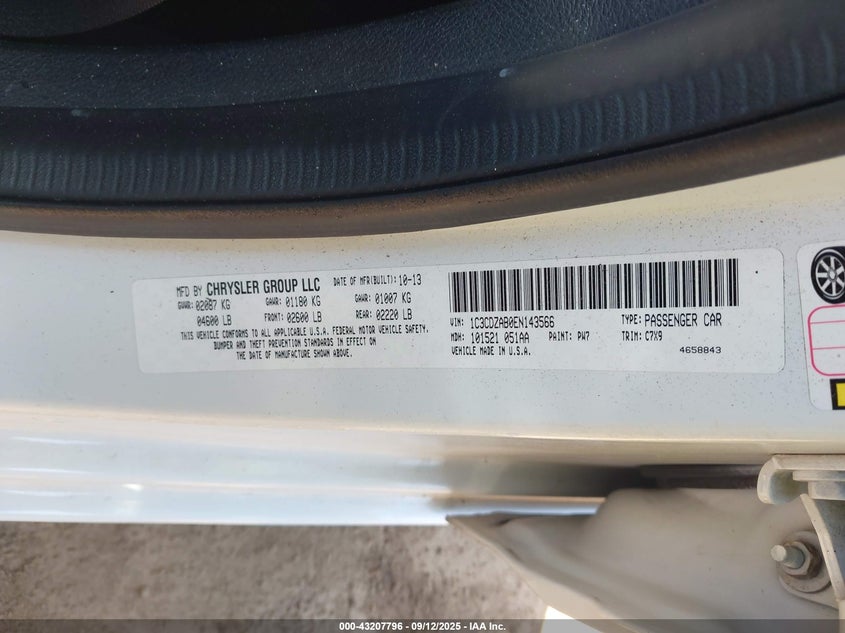 MFD BY CHRYSLER GROUP LLC DATE OF MFR(BUILT): 10-13
GVWR: 02087 KG GAWR: 01180 KG GAWR: 01007 KG
04600 LB FRONT: 02600 LB REAR: 02220 LB
THIS VEHICLE CONFORMS TO ALL APPLICABLE U.S.A. FEDERAL MOTOR VEHICLE SAFETY,
BUMPER AND THEFT PREVENTION STANDARDS IN EFFECT ON
THE DATE OF MANUFACTURE SHOWN ABOVE.
VIN: 1C3CDZAB0EN143566 TYPE: PASSENGER CAR
MDH: 101521 051AA PAINT: PW7 TRIM: C7X9
VEHICLE MADE IN U.S.A. 4658843
000-43207796 - 09/12/2025 - IAA Inc.